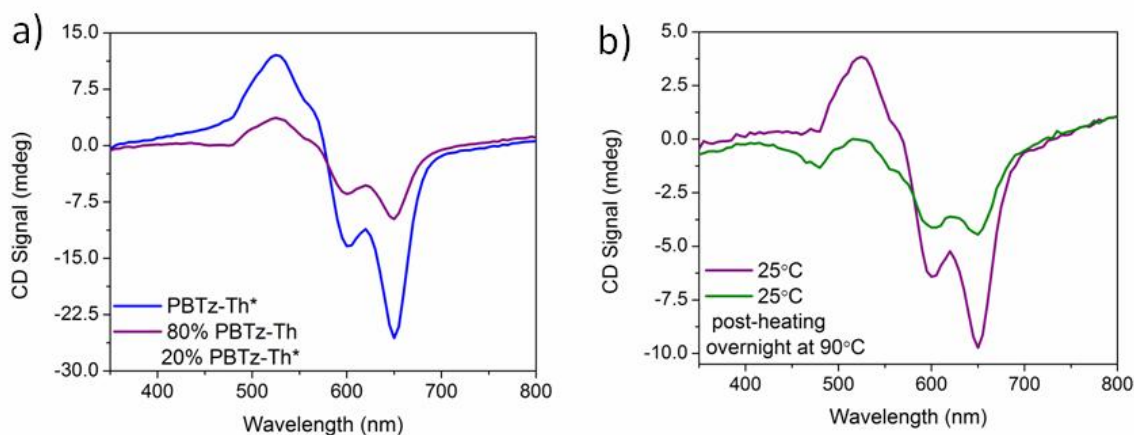 a)
15.0
7.5
0.0
-7.5
-15.0
-22.5
-30.0
CD Signal (mdeg)
PBTz-Th*
80% PBTz-Th
20% PBTz-Th*
400 500 600 700 800
Wavelength (nm)
b)
5.0
2.5
0.0
-2.5
-5.0
-7.5
-10.0
CD Signal (mdeg)
25°C
25°C
post-heating
overnight at 90°C
400 500 600 700 800
Wavelength (nm)